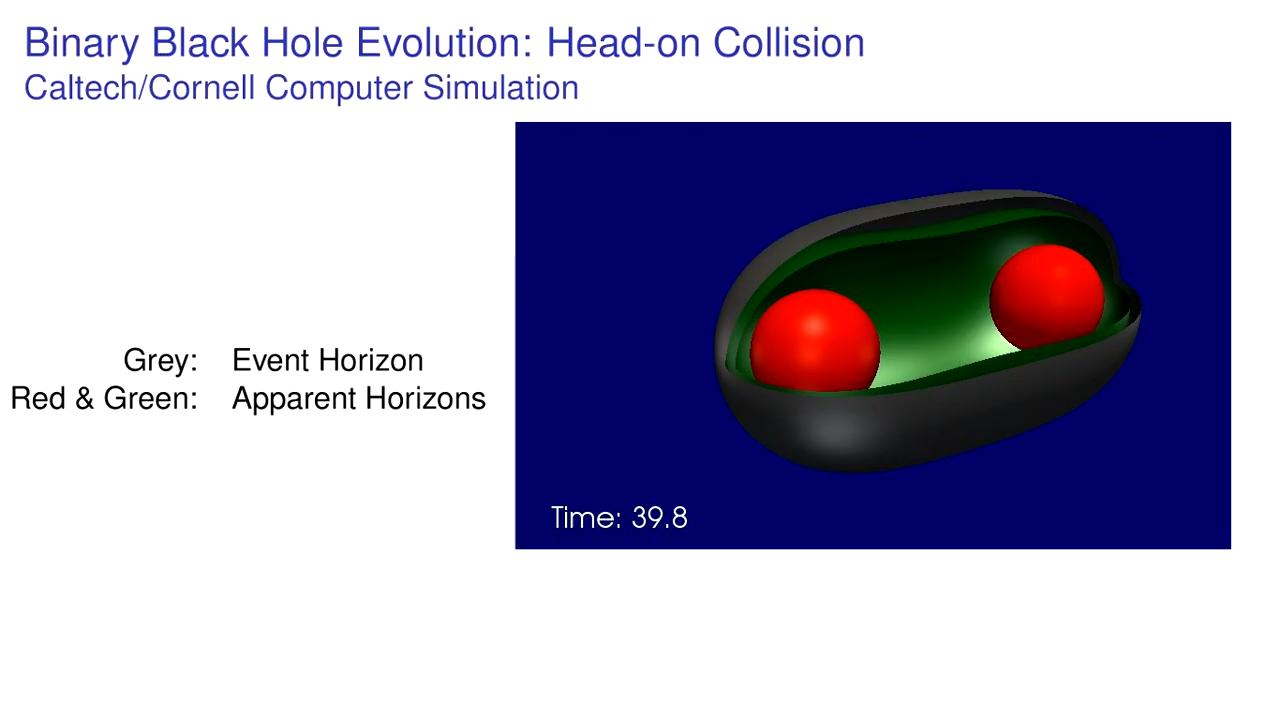 Binary Black Hole Evolution: Head-on Collision
Caltech/Cornell Computer Simulation
Grey: Event Horizon
Red & Green: Apparent Horizons
Time: 39.8